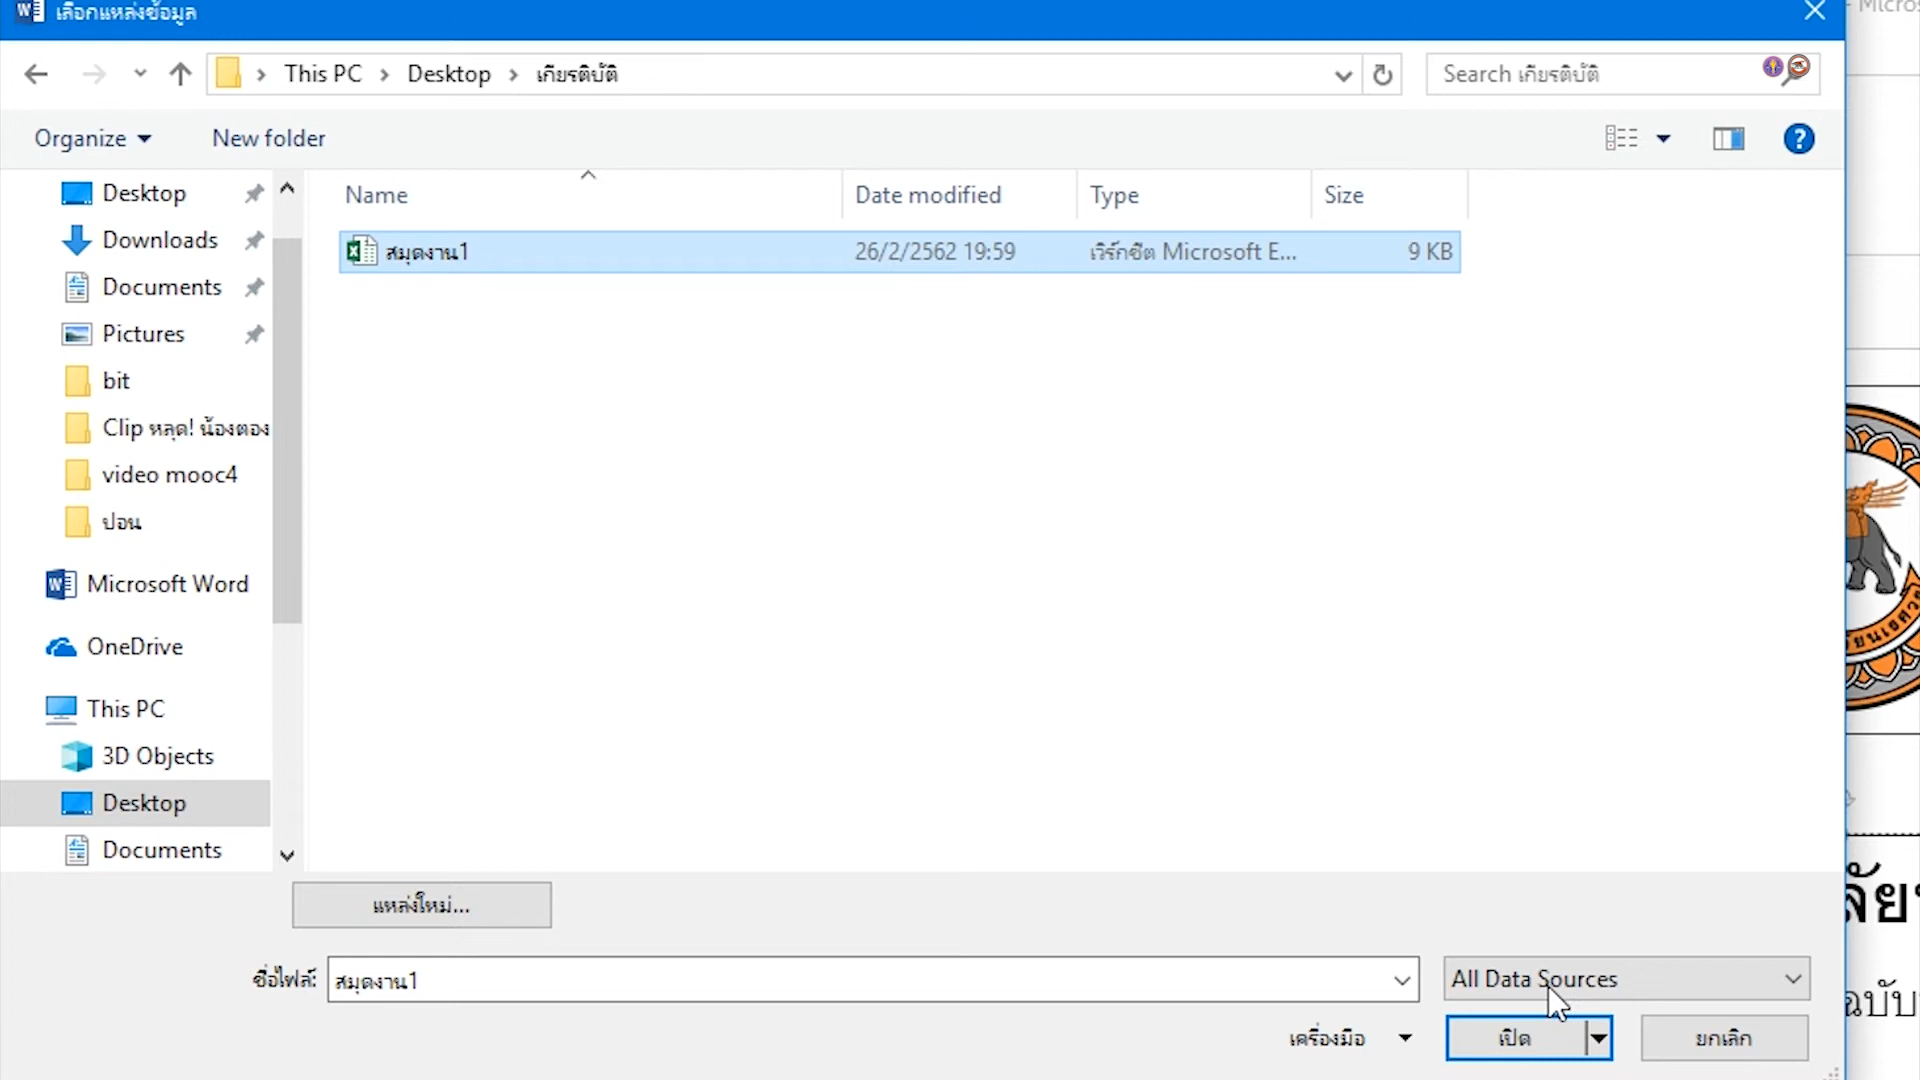 เลือกแหล่งข้อมูล
This PC > Desktop > เกียรติบัติ
Search เกียรติบัติ
Organize
New folder
Name
Date modified
Type
Size
สมุดงาน1
26/2/2562 19:59
เวิร์กชีต Microsoft E...
9 KB
Desktop
Downloads
Documents
Pictures
bit
Clip หลุด! น้องตอง
video mooc4
ปอน
Microsoft Word
OneDrive
This PC
3D Objects
Desktop
Documents
แหล่งใหม่...
ชื่อไฟล์:
สมุดงาน1
All Data Sources
เครื่องมือ
เปิด
ยกเลิก
ฉบับ